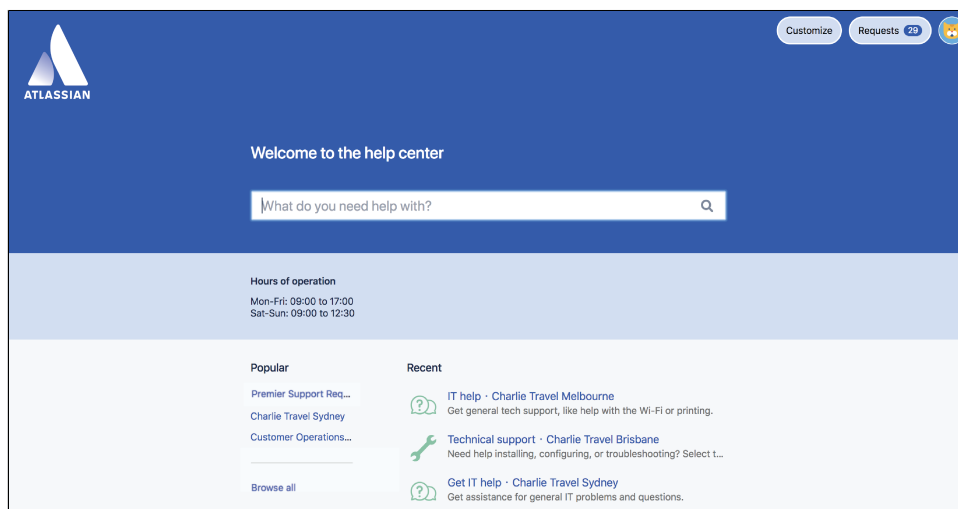 Customize
Requests 29
ATLASSIAN
Welcome to the help center
What do you need help with?
Hours of operation
Mon-Fri: 09:00 to 17:00
Sat-Sun: 09:00 to 12:30
Popular
Premier Support Req...
Charlie Travel Sydney
Customer Operations...
Browse all
Recent
IT help · Charlie Travel Melbourne
Get general tech support, like help with the Wi-Fi or printing.
Technical support · Charlie Travel Brisbane
Need help installing, configuring, or troubleshooting? Select t...
Get IT help · Charlie Travel Sydney
Get assistance for general IT problems and questions.